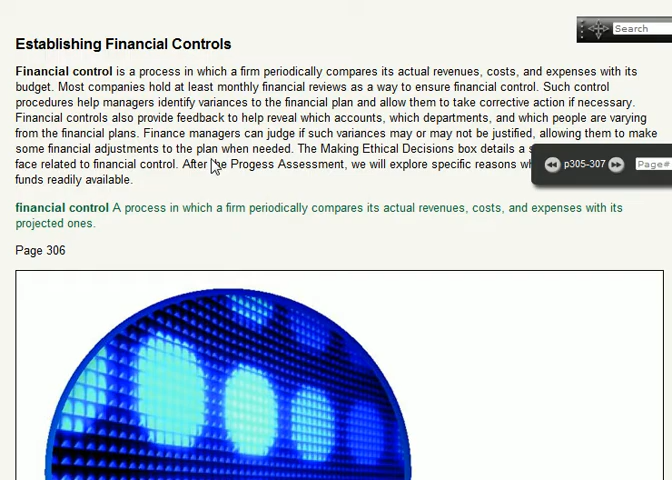 Search
Establishing Financial Controls
Financial control is a process in which a firm periodically compares its actual revenues, costs, and expenses with its
budget. Most companies hold at least monthly financial reviews as a way to ensure financial control. Such control
procedures help managers identify variances to the financial plan and allow them to take corrective action if necessary.
Financial controls also provide feedback to help reveal which accounts, which departments, and which people are varying
from the financial plans. Finance managers can judge if such variances may or may not be justified, allowing them to make
some financial adjustments to the plan when needed. The Making Ethical Decisions box details a
face related to financial control. After the Progess Assessment, we will explore specific reasons
p305-307 Page#
funds readily available.
financial control A process in which a firm periodically compares its actual revenues, costs, and expenses with its
projected ones.
Page 306